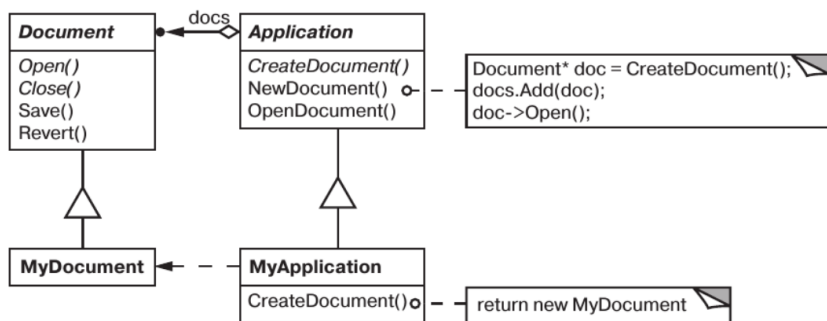 docs
Document
Open()
Close()
Save()
Revert()
Application
CreateDocument()
NewDocument()
OpenDocument()
Document* doc = CreateDocument();
docs.Add(doc);
doc->Open();
MyDocument
MyApplication
CreateDocument()
return new MyDocument